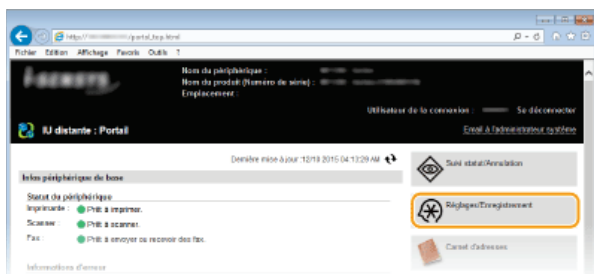 http:// /portal_top.html
Fichier Edition Affichage Favoris Outils ?
Nom du périphérique :
Nom du produit (Numéro de série) :
Emplacement :
Utilisateur de la connexion : Se déconnecter
IU distante : Portail
Email à l'administrateur système
Dernière mise à jour :12/18 2015 04:13:29 AM
Suivi statut/Annulation
Infos périphérique de base
Statut du périphérique
Imprimante : Prêt à imprimer.
Scanner : Prêt à scanner.
Fax : Prêt à envoyer ou recevoir des fax.
Réglages/Enregistrement
Carnet d'adresses
Informations d'erreur